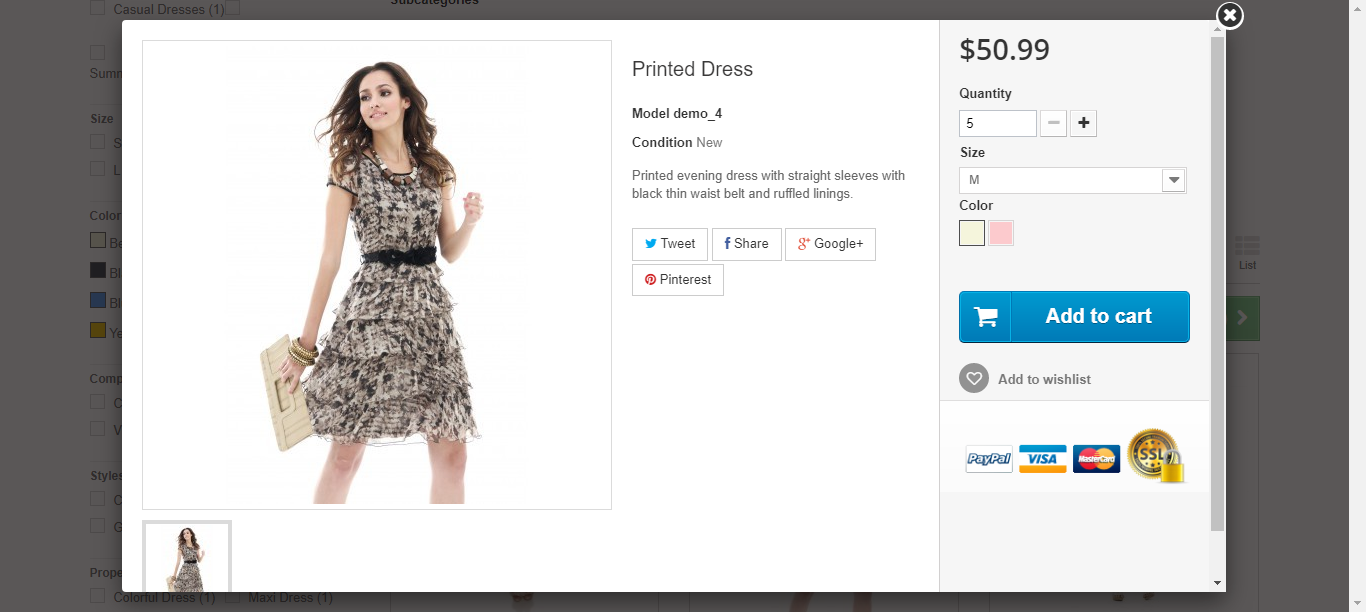 Casual Dresses (1)
Subcategories
Summ
Size
S
L
Color
Be
Bl
Bl
Ye
Comp
C
V
Styles
C
G
Prope
Colorful Dress (1)
Maxi Dress (1)
Printed Dress
Model demo_4
Condition New
Printed evening dress with straight sleeves with
black thin waist belt and ruffled linings.
Tweet
Share
Google+
Pinterest
$50.99
Quantity
5
Size
M
Color
Add to cart
Add to wishlist
PayPal
VISA
MasterCard
SSL
List